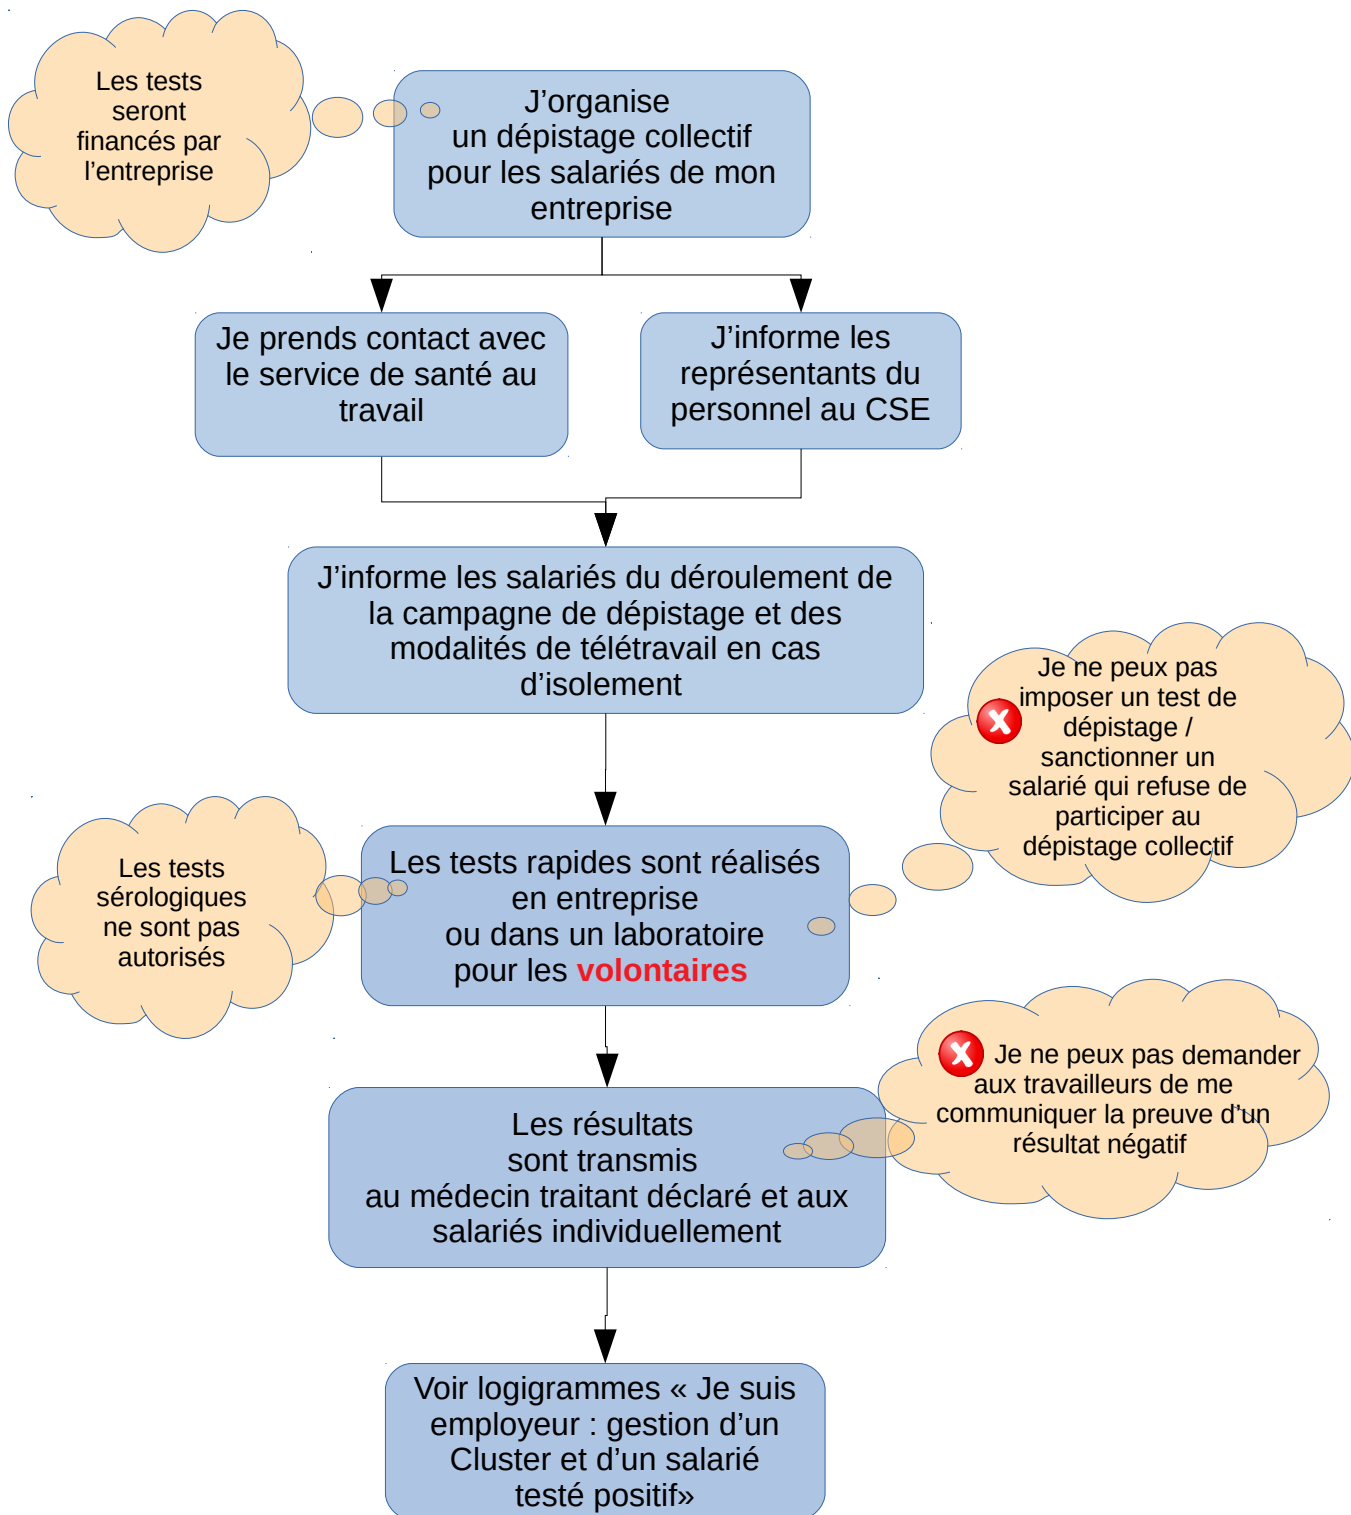 Les tests
seront
financés par
l’entreprise
J’organise
un dépistage collectif
pour les salariés de mon
entreprise
Je prends contact avec
le service de santé au
travail
J’informe les
représentants du
personnel au CSE
J’informe les salariés du déroulement de
la campagne de dépistage et des
modalités de télétravail en cas
d’isolement
Je ne peux pas
imposer un test de
dépistage /
sanctionner un
salarié qui refuse de
participer au
dépistage collectif
Les tests
sérologiques
ne sont pas
autorisés
Les tests rapides sont réalisés
en entreprise
ou dans un laboratoire
pour les volontaires
Je ne peux pas demander
aux travailleurs de me
communiquer la preuve d’un
résultat négatif
Les résultats
sont transmis
au médecin traitant déclaré et aux
salariés individuellement
Voir logigrammes « Je suis
employeur : gestion d’un
Cluster et d’un salarié
testé positif»